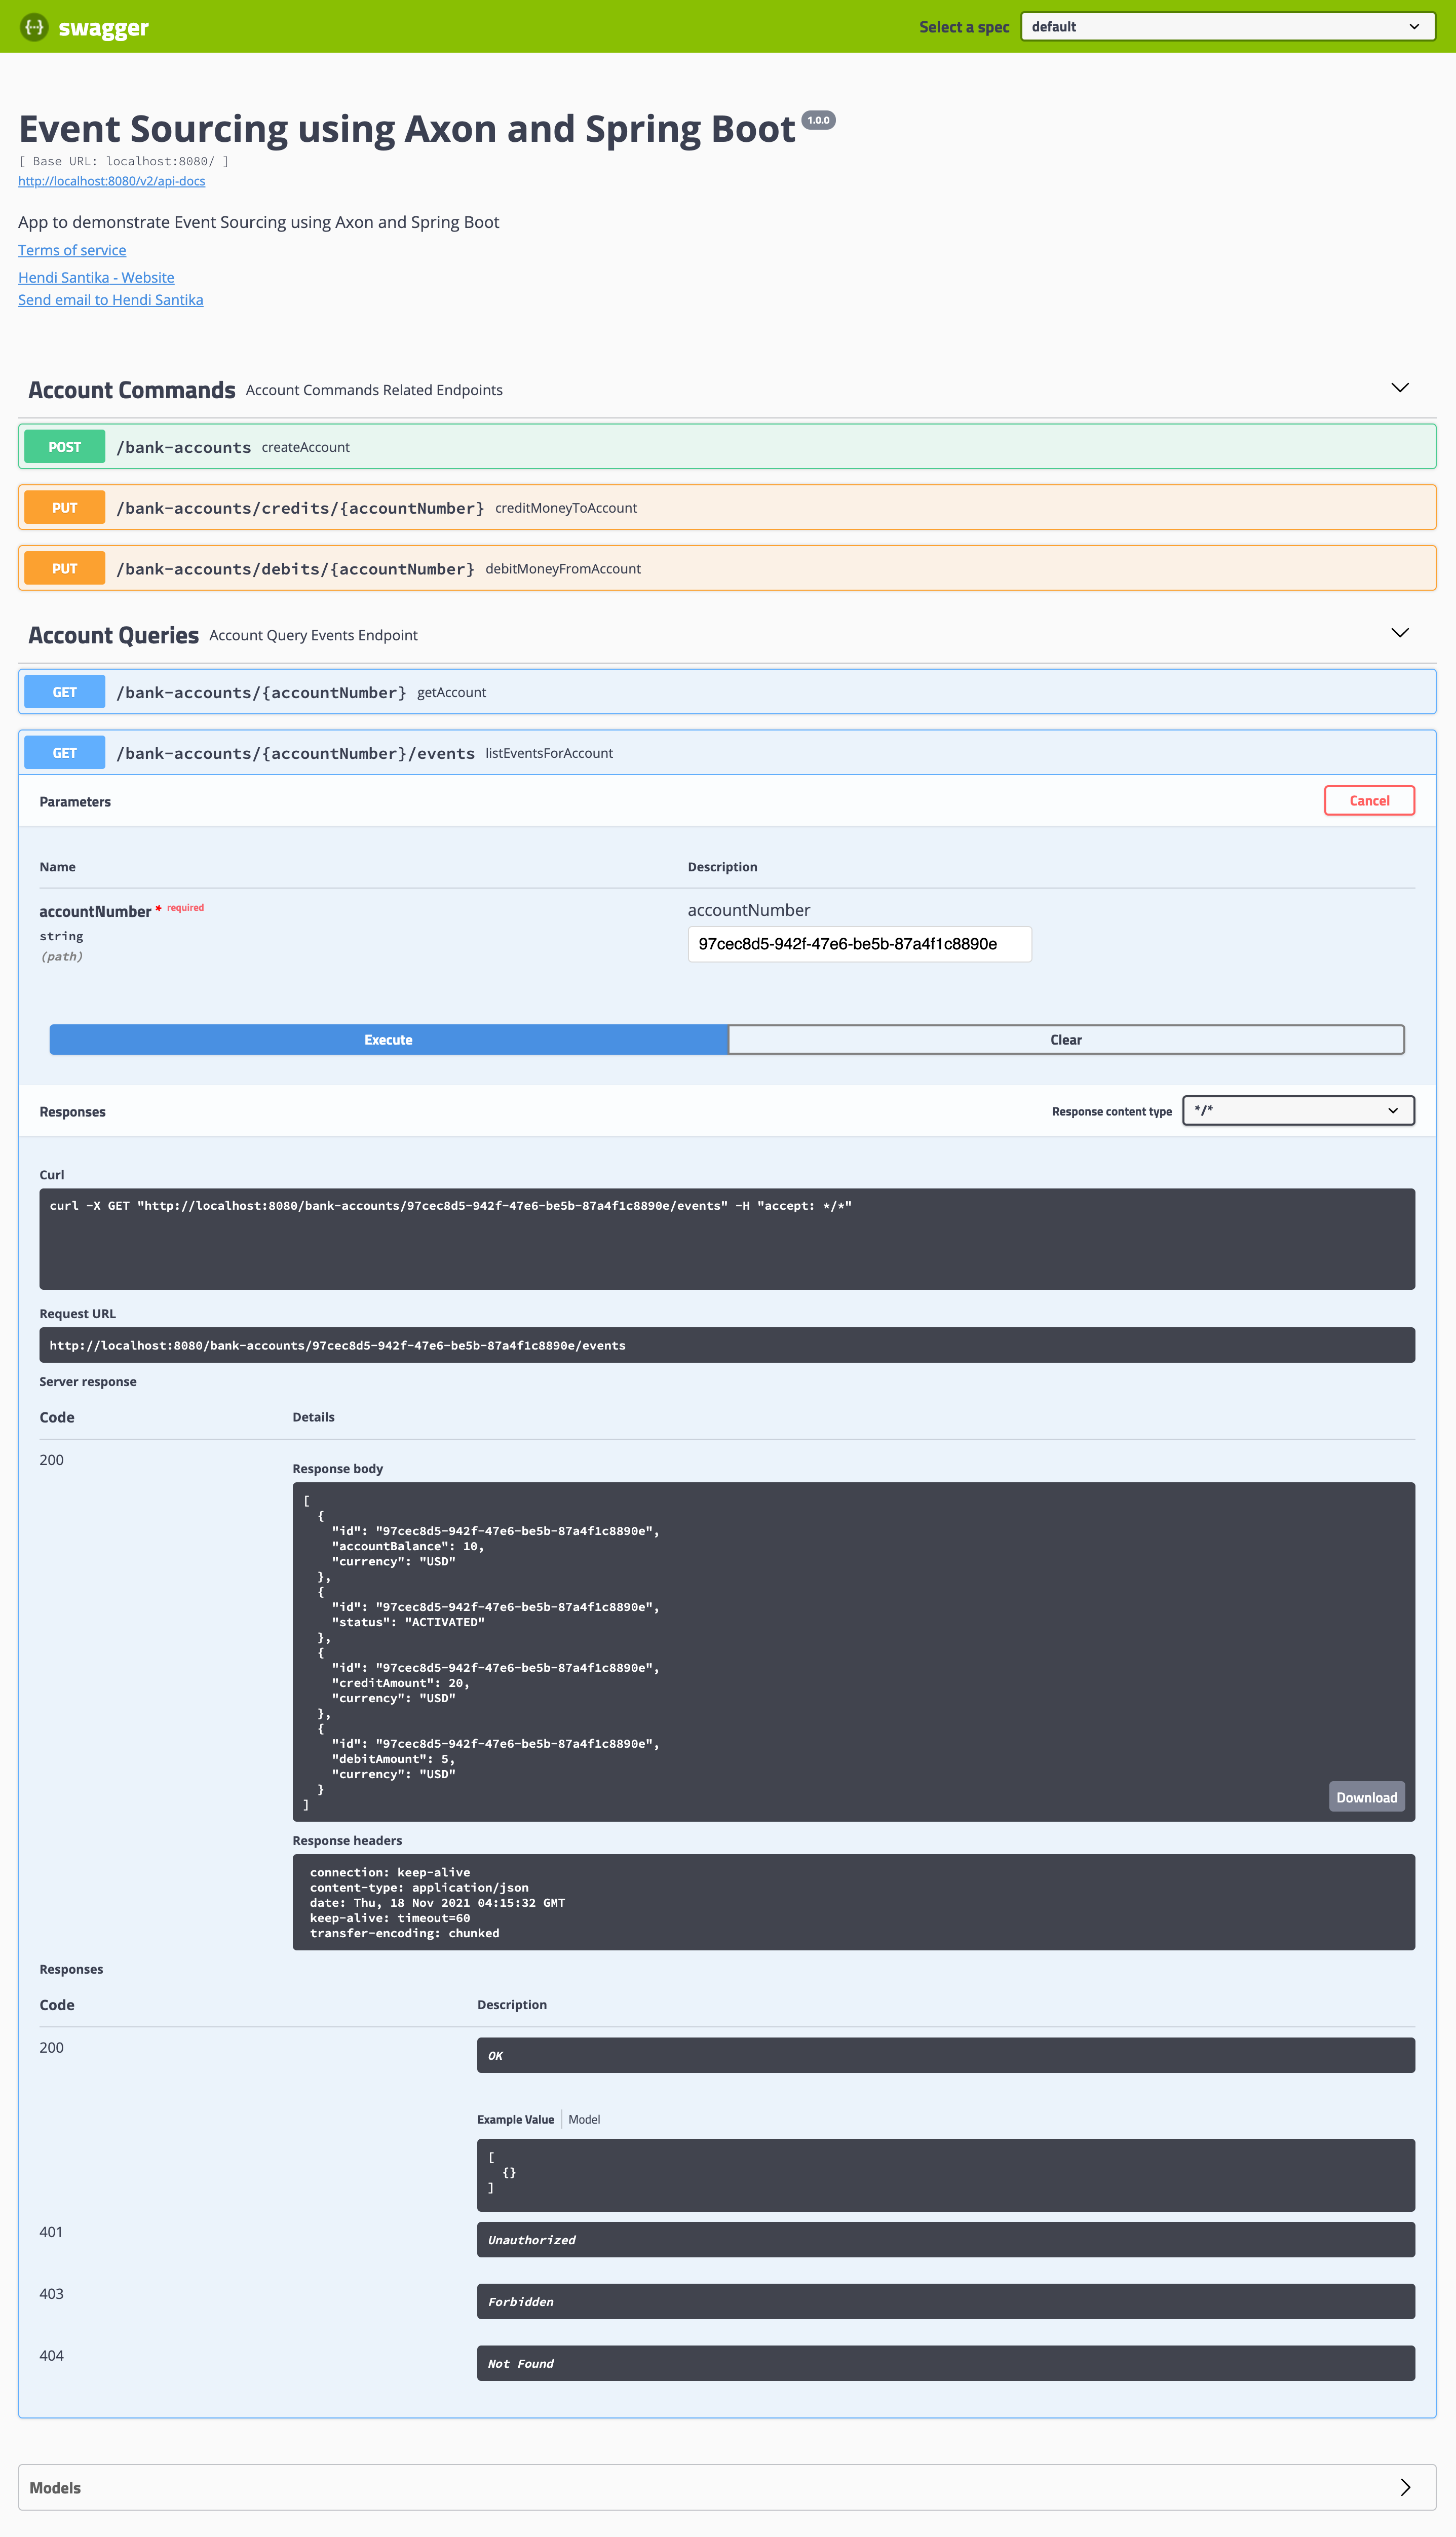 swagger
Select a spec default
Event Sourcing using Axon and Spring Boot 1.0.0
[ Base URL: localhost:8080/ ]
http://localhost:8080/v2/api-docs
App to demonstrate Event Sourcing using Axon and Spring Boot
Terms of service
Hendi Santika - Website
Send email to Hendi Santika
Account Commands Account Commands Related Endpoints
POST /bank-accounts createAccount
PUT /bank-accounts/credits/{accountNumber} creditMoneyToAccount
PUT /bank-accounts/debits/{accountNumber} debitMoneyFromAccount
Account Queries Account Query Events Endpoint
GET /bank-accounts/{accountNumber} getAccount
GET /bank-accounts/{accountNumber}/events listEventsForAccount
Parameters Cancel
Name Description
accountNumber * required accountNumber
string 97cec8d5-942f-47e6-be5b-87a4f1c8890e
(path)
Execute Clear
Responses Response content type */*
Curl
curl -X GET "http://localhost:8080/bank-accounts/97cec8d5-942f-47e6-be5b-87a4f1c8890e/events" -H "accept: */*"
Request URL
http://localhost:8080/bank-accounts/97cec8d5-942f-47e6-be5b-87a4f1c8890e/events
Server response
Code Details
200
Response body
[
  {
    "id": "97cec8d5-942f-47e6-be5b-87a4f1c8890e",
    "accountBalance": 10,
    "currency": "USD"
  },
  {
    "id": "97cec8d5-942f-47e6-be5b-87a4f1c8890e",
    "status": "ACTIVATED"
  },
  {
    "id": "97cec8d5-942f-47e6-be5b-87a4f1c8890e",
    "creditAmount": 20,
    "currency": "USD"
  },
  {
    "id": "97cec8d5-942f-47e6-be5b-87a4f1c8890e",
    "debitAmount": 5,
    "currency": "USD"
  }
]
Download
Response headers
connection: keep-alive
content-type: application/json
date: Thu, 18 Nov 2021 04:15:32 GMT
keep-alive: timeout=60
transfer-encoding: chunked
Responses
Code Description
200 OK
Example Value Model
[
  {}
]
401 Unauthorized
403 Forbidden
404 Not Found
Models